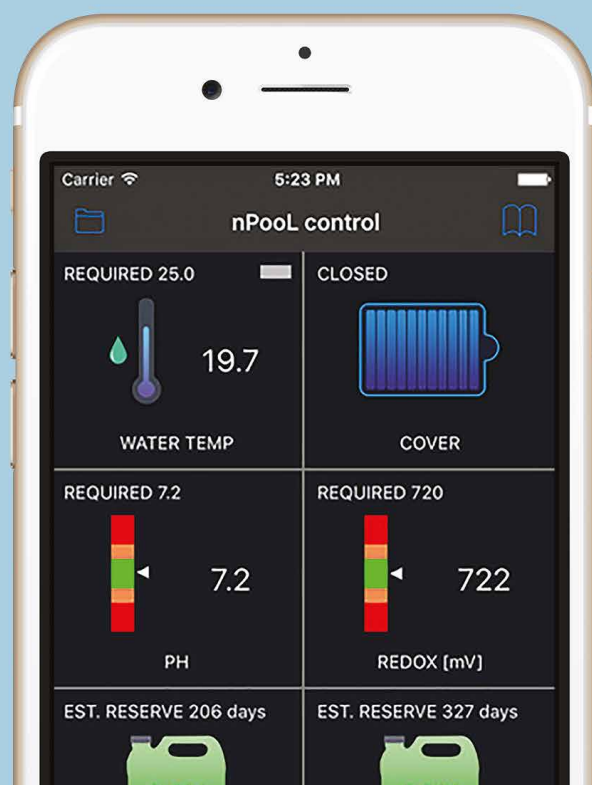 Carrier 5:23 PM
nPooL control
REQUIRED 25.0
19.7
WATER TEMP
CLOSED
COVER
REQUIRED 7.2
7.2
PH
REQUIRED 720
722
REDOX [mV]
EST. RESERVE 206 days
EST. RESERVE 327 days